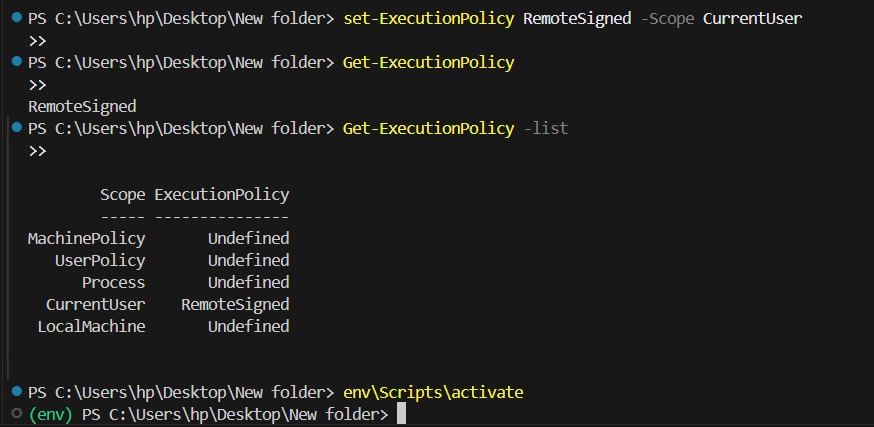 PS C:\Users\hp\Desktop\New folder> set-ExecutionPolicy RemoteSigned -Scope CurrentUser
>>
PS C:\Users\hp\Desktop\New folder> Get-ExecutionPolicy
>>
RemoteSigned
PS C:\Users\hp\Desktop\New folder> Get-ExecutionPolicy -list
>>
Scope ExecutionPolicy
----- ---------------
MachinePolicy Undefined
UserPolicy Undefined
Process Undefined
CurrentUser RemoteSigned
LocalMachine Undefined
PS C:\Users\hp\Desktop\New folder> env\Scripts\activate
(env) PS C:\Users\hp\Desktop\New folder>